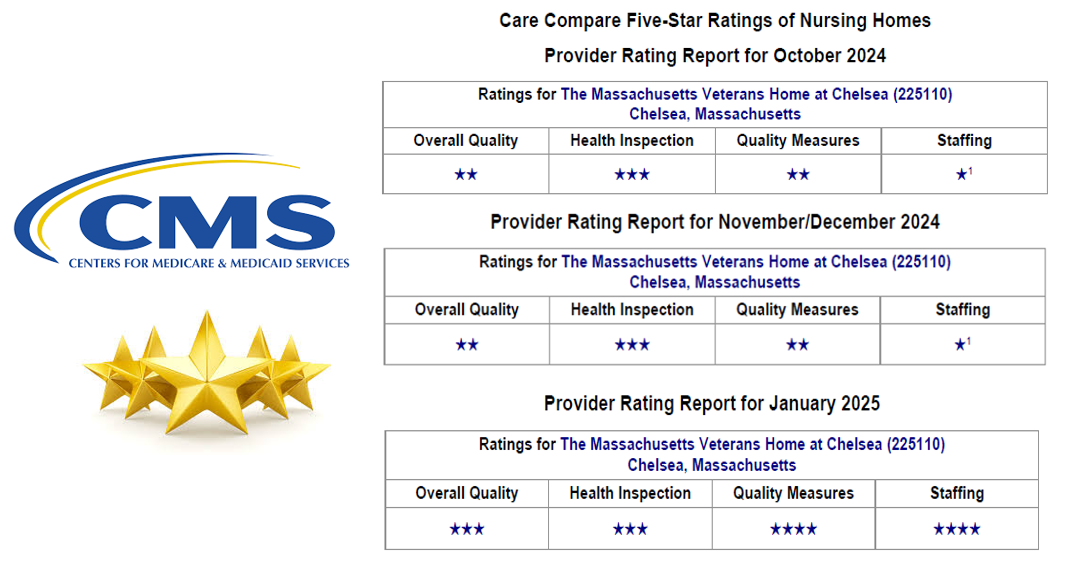 CMS
CENTERS FOR MEDICARE & MEDICAID SERVICES
Care Compare Five-Star Ratings of Nursing Homes
Provider Rating Report for October 2024
Ratings for The Massachusetts Veterans Home at Chelsea (225110)
Chelsea, Massachusetts
Overall Quality Health Inspection Quality Measures Staffing
★★ ★★★ ★★ ★1
Provider Rating Report for November/December 2024
Ratings for The Massachusetts Veterans Home at Chelsea (225110)
Chelsea, Massachusetts
Overall Quality Health Inspection Quality Measures Staffing
★★ ★★★ ★★ ★1
Provider Rating Report for January 2025
Ratings for The Massachusetts Veterans Home at Chelsea (225110)
Chelsea, Massachusetts
Overall Quality Health Inspection Quality Measures Staffing
★★★ ★★★ ★★★★ ★★★★